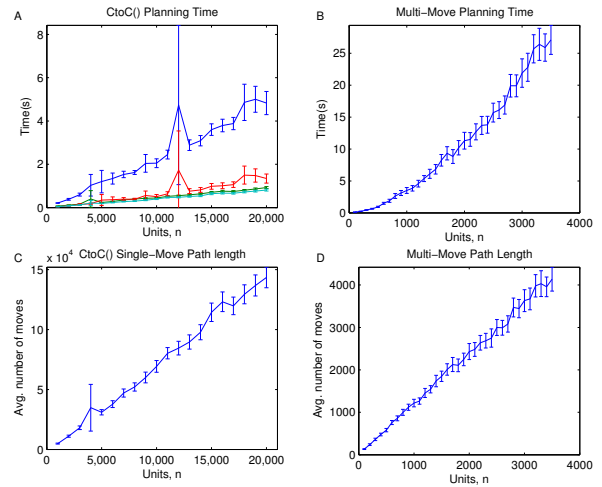 A
CtoC() Planning Time
8
6
4
2
0
Time(s)
0
5,000
10,000
15,000
20,000
Units, n
B
Multi−Move Planning Time
25
20
15
10
5
0
Time(s)
0
1000
2000
3000
4000
Units, n
C
x 10^4
CtoC() Single−Move Path length
15
10
5
0
Avg. number of moves
0
5,000
10,000
15,000
20,000
Units, n
D
Multi−Move Path Length
4000
3000
2000
1000
0
Avg. number of moves
0
1000
2000
3000
4000
Units, n